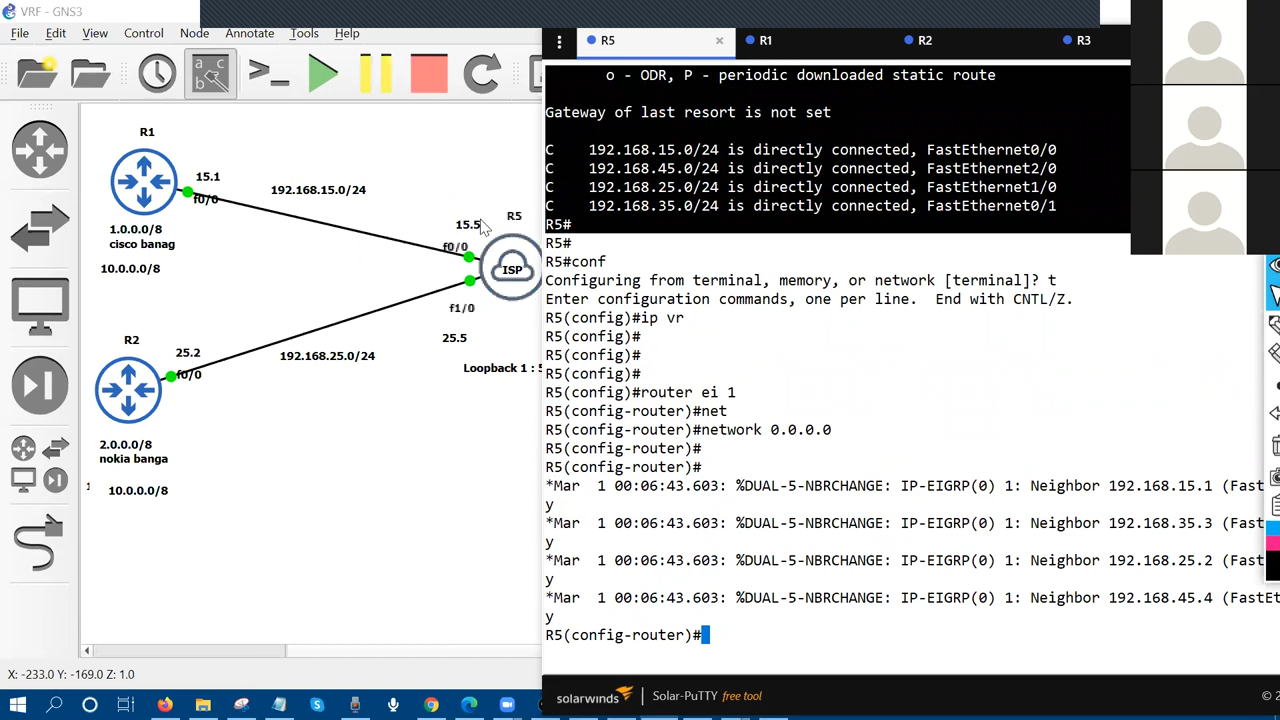 VRF - GNS3
File Edit View Control Node Annotate Tools Help
R1
15.1
f0/0
192.168.15.0/24
1.0.0.0/8
cisco banag
10.0.0.0/8
R5
15.5
f0/0
ISP
f1/0
25.5
Loopback 1 : 5
R2
25.2
f0/0
192.168.25.0/24
2.0.0.0/8
nokia banga
10.0.0.0/8
X: -233.0 Y: -169.0 Z: 1.0
R5 × R1 R2 R3
o - ODR, P - periodic downloaded static route
Gateway of last resort is not set
C 192.168.15.0/24 is directly connected, FastEthernet0/0
C 192.168.45.0/24 is directly connected, FastEthernet2/0
C 192.168.25.0/24 is directly connected, FastEthernet1/0
C 192.168.35.0/24 is directly connected, FastEthernet0/1
R5#
R5#
R5#conf
Configuring from terminal, memory, or network [terminal]? t
Enter configuration commands, one per line. End with CNTL/Z.
R5(config)#ip vr
R5(config)#
R5(config)#
R5(config)#
R5(config)#router ei 1
R5(config-router)#net
R5(config-router)#network 0.0.0.0
R5(config-router)#
R5(config-router)#
*Mar 1 00:06:43.603: %DUAL-5-NBRCHANGE: IP-EIGRP(0) 1: Neighbor 192.168.15.1 (Fast
y
*Mar 1 00:06:43.603: %DUAL-5-NBRCHANGE: IP-EIGRP(0) 1: Neighbor 192.168.35.3 (Fast
y
*Mar 1 00:06:43.603: %DUAL-5-NBRCHANGE: IP-EIGRP(0) 1: Neighbor 192.168.25.2 (Fast
y
*Mar 1 00:06:43.603: %DUAL-5-NBRCHANGE: IP-EIGRP(0) 1: Neighbor 192.168.45.4 (FastEt
y
R5(config-router)#
solarwinds Solar-PuTTY free tool